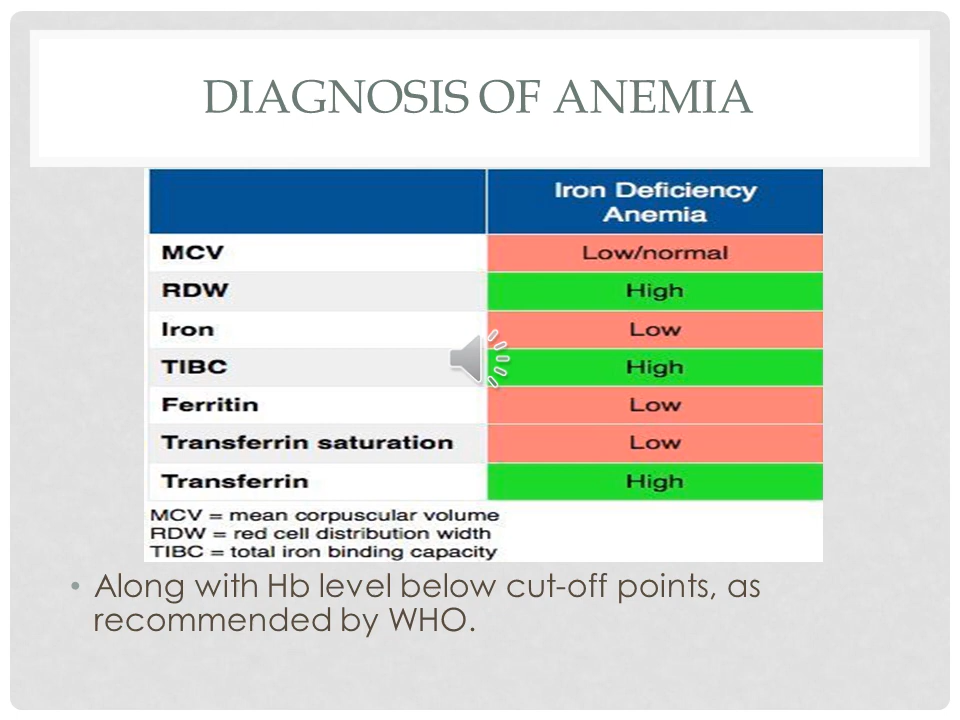 DIAGNOSIS OF ANEMIA
Iron Deficiency
Anemia
MCV Low/normal
RDW High
Iron Low
TIBC High
Ferritin Low
Transferrin saturation Low
Transferrin High
MCV = mean corpuscular volume
RDW = red cell distribution width
TIBC = total iron binding capacity
• Along with Hb level below cut-off points, as
recommended by WHO.